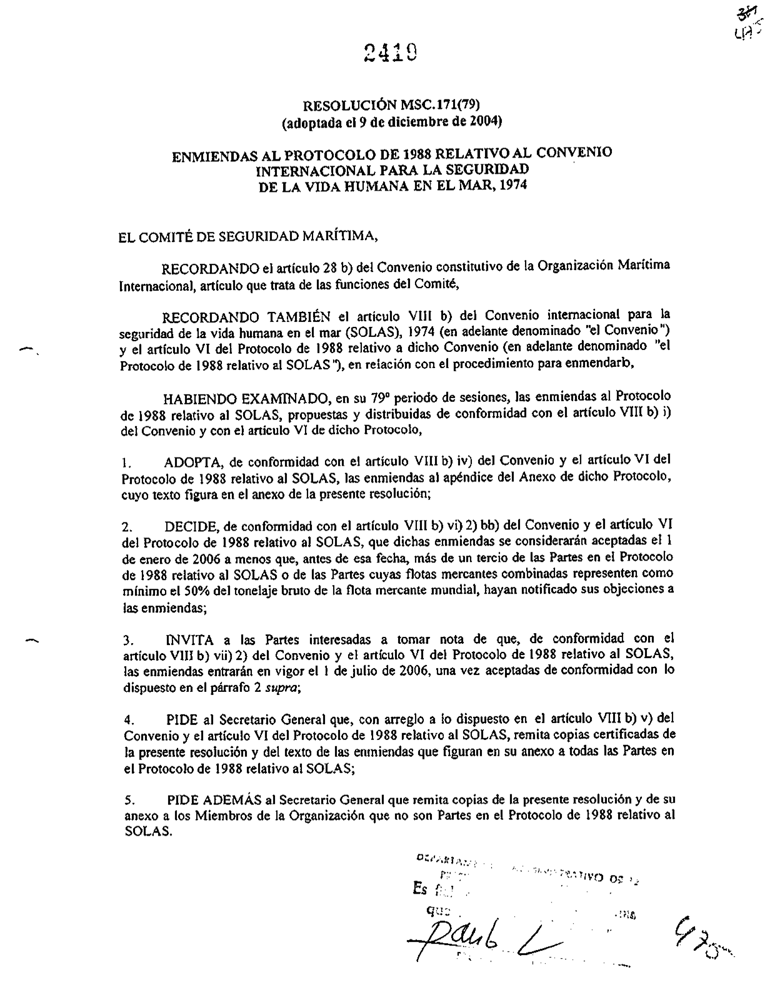 2419
RESOLUCIÓN MSC.171(79)
(adoptada el 9 de diciembre de 2004)
ENMIENDAS AL PROTOCOLO DE 1988 RELATIVO AL CONVENIO
INTERNACIONAL PARA LA SEGURIDAD
DE LA VIDA HUMANA EN EL MAR, 1974
EL COMITÉ DE SEGURIDAD MARÍTIMA,
RECORDANDO el artículo 28 b) del Convenio constitutivo de la Organización Marítima
Internacional, artículo que trata de las funciones del Comité,
RECORDANDO TAMBIÉN el artículo VIII b) del Convenio internacional para la
seguridad de la vida humana en el mar (SOLAS), 1974 (en adelante denominado "el Convenio")
y el artículo VI del Protocolo de 1988 relativo a dicho Convenio (en adelante denominado "el
Protocolo de 1988 relativo al SOLAS"), en relación con el procedimiento para enmendarb,
HABIENDO EXAMINADO, en su 79º periodo de sesiones, las enmiendas al Protocolo
de 1988 relativo al SOLAS, propuestas y distribuidas de conformidad con el artículo VIII b) i)
del Convenio y con el artículo VI de dicho Protocolo,
1. ADOPTA, de conformidad con el artículo VIII b) iv) del Convenio y el artículo VI del
Protocolo de 1988 relativo al SOLAS, las enmiendas al apéndice del Anexo de dicho Protocolo,
cuyo texto figura en el anexo de la presente resolución;
2. DECIDE, de conformidad con el artículo VIII b) vi) 2) bb) del Convenio y el artículo VI
del Protocolo de 1988 relativo al SOLAS, que dichas enmiendas se considerarán aceptadas el 1
de enero de 2006 a menos que, antes de esa fecha, más de un tercio de las Partes en el Protocolo
de 1988 relativo al SOLAS o de las Partes cuyas flotas mercantes combinadas representen como
mínimo el 50% del tonelaje bruto de la flota mercante mundial, hayan notificado sus objeciones a
las enmiendas;
3. INVITA a las Partes interesadas a tomar nota de que, de conformidad con el
artículo VIII b) vii) 2) del Convenio y el artículo VI del Protocolo de 1988 relativo al SOLAS,
las enmiendas entrarán en vigor el 1 de julio de 2006, una vez aceptadas de conformidad con lo
dispuesto en el párrafo 2 supra;
4. PIDE al Secretario General que, con arreglo a lo dispuesto en el artículo VIII b) v) del
Convenio y el artículo VI del Protocolo de 1988 relativo al SOLAS, remita copias certificadas de
la presente resolución y del texto de las enmiendas que figuran en su anexo a todas las Partes en
el Protocolo de 1988 relativo al SOLAS;
5. PIDE ADEMÁS al Secretario General que remita copias de la presente resolución y de su
anexo a los Miembros de la Organización que no son Partes en el Protocolo de 1988 relativo al
SOLAS.
Es
que